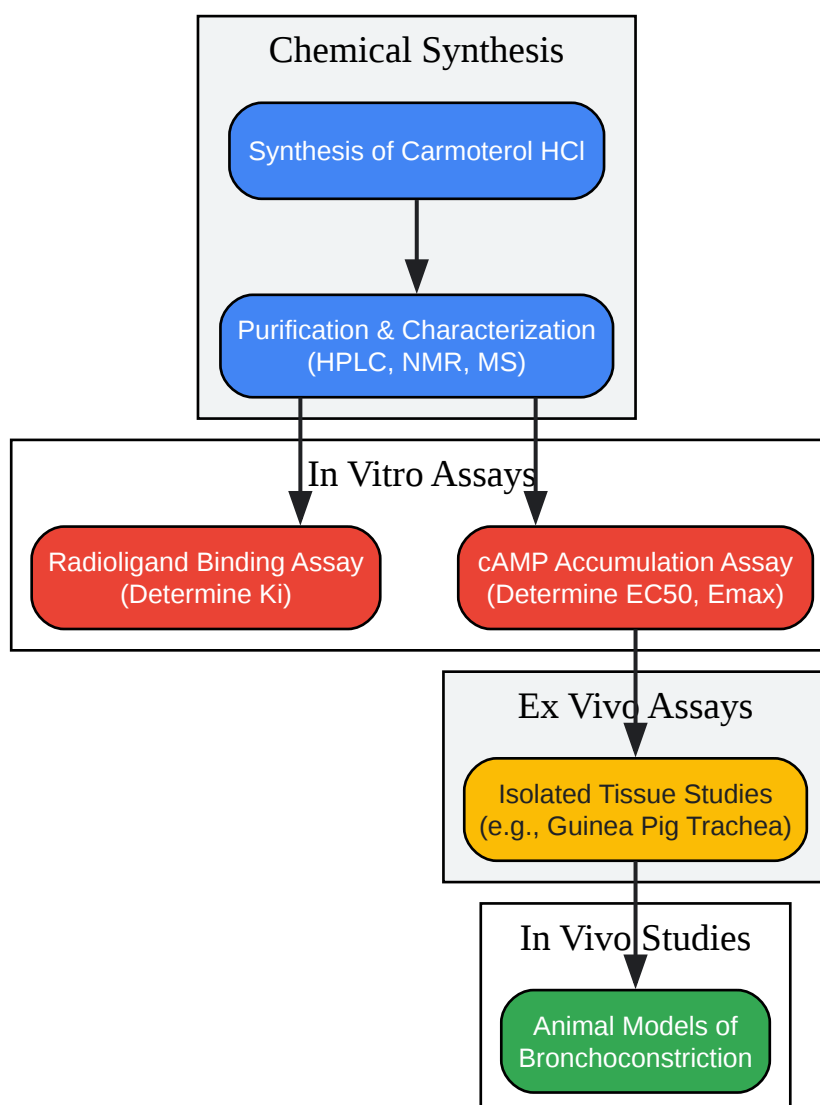 Chemical Synthesis
Synthesis of Carmoterol HCl
Purification & Characterization
(HPLC, NMR, MS)
In Vitro Assays
Radioligand Binding Assay
(Determine Ki)
cAMP Accumulation Assay
(Determine EC50, Emax)
Ex Vivo Assays
Isolated Tissue Studies
(e.g., Guinea Pig Trachea)
In Vivo Studies
Animal Models of
Bronchoconstriction